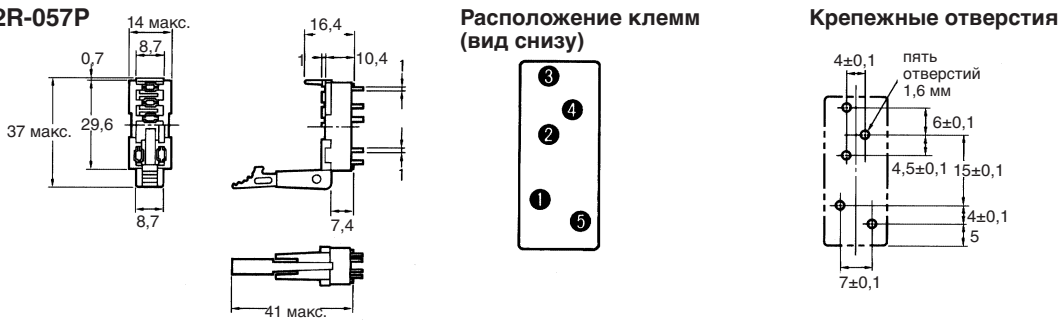 2R-057P
14 макс.
8,7
0,7
37 макс.
29,6
8,7
16,4
1
10,4
1
1
7,4
41 макс.
Расположение клемм
(вид снизу)
3
4
2
1
5
Крепежные отверстия
4±0,1
пять
отверстий
1,6 мм
6±0,1
4,5±0,1
15±0,1
4±0,1
5
7±0,1